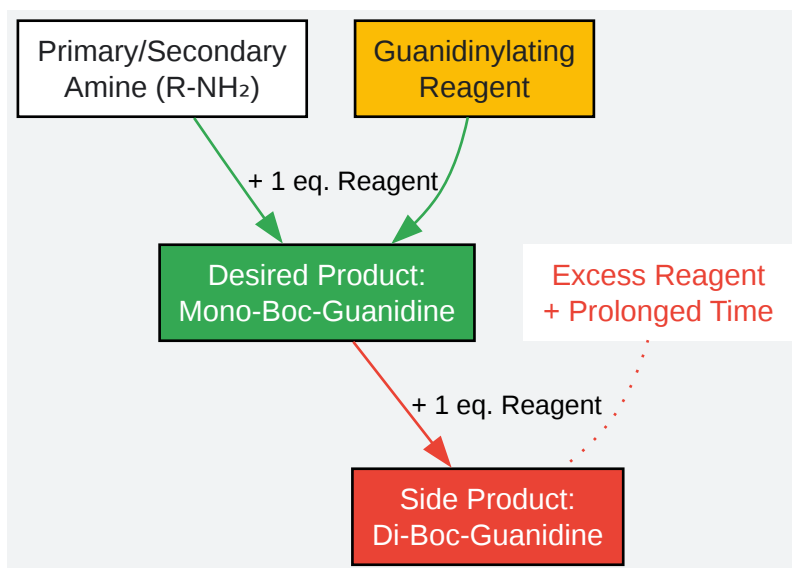 Primary/Secondary
Amine (R-NH₂)
Guanidinylating
Reagent
+ 1 eq. Reagent
Desired Product:
Mono-Boc-Guanidine
Excess Reagent
+ Prolonged Time
+ 1 eq. Reagent
Side Product:
Di-Boc-Guanidine